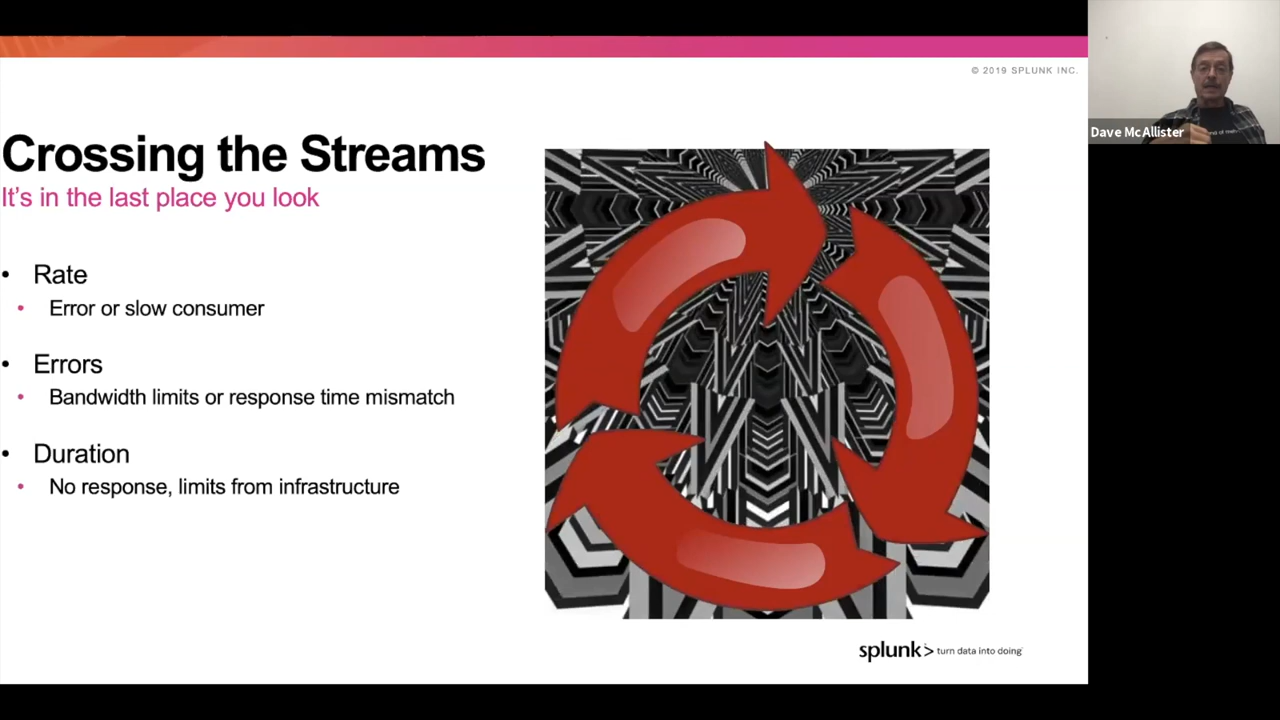 © 2019 SPLUNK INC.
Crossing the Streams
It's in the last place you look
• Rate
• Error or slow consumer
• Errors
• Bandwidth limits or response time mismatch
• Duration
• No response, limits from infrastructure
splunk> turn data into doing
Dave McAllister